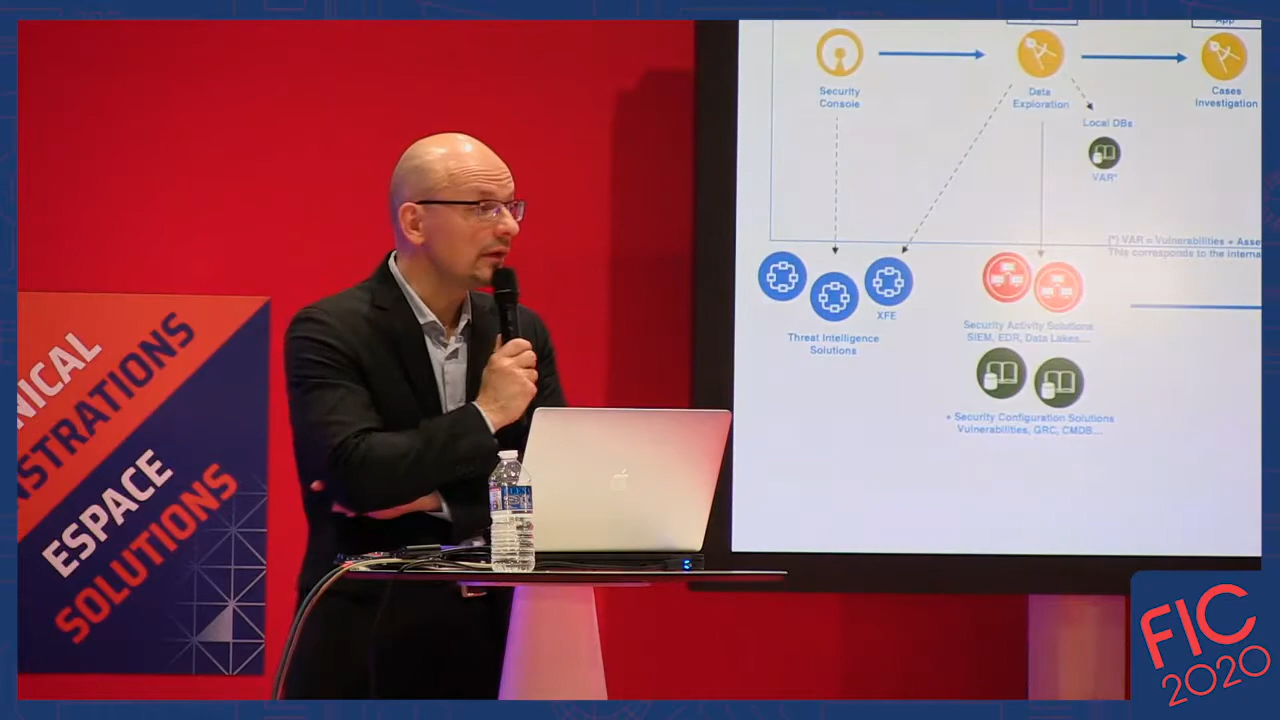 NICAL
NSTRATIONS
ESPACE
SOLUTIONS
App
Security
Console
Data
Exploration
Cases
Investigation
Local DBs
VAR*
(*) VAR = Vulnerabilities + Asse
This corresponds to the interna
XFE
Threat Intelligence
Solutions
Security Activity Solutions
SIEM, EDR, Data Lakes...
+ Security Configuration Solutions
Vulnerabilities, GRC, CMDB...
FIC
2020